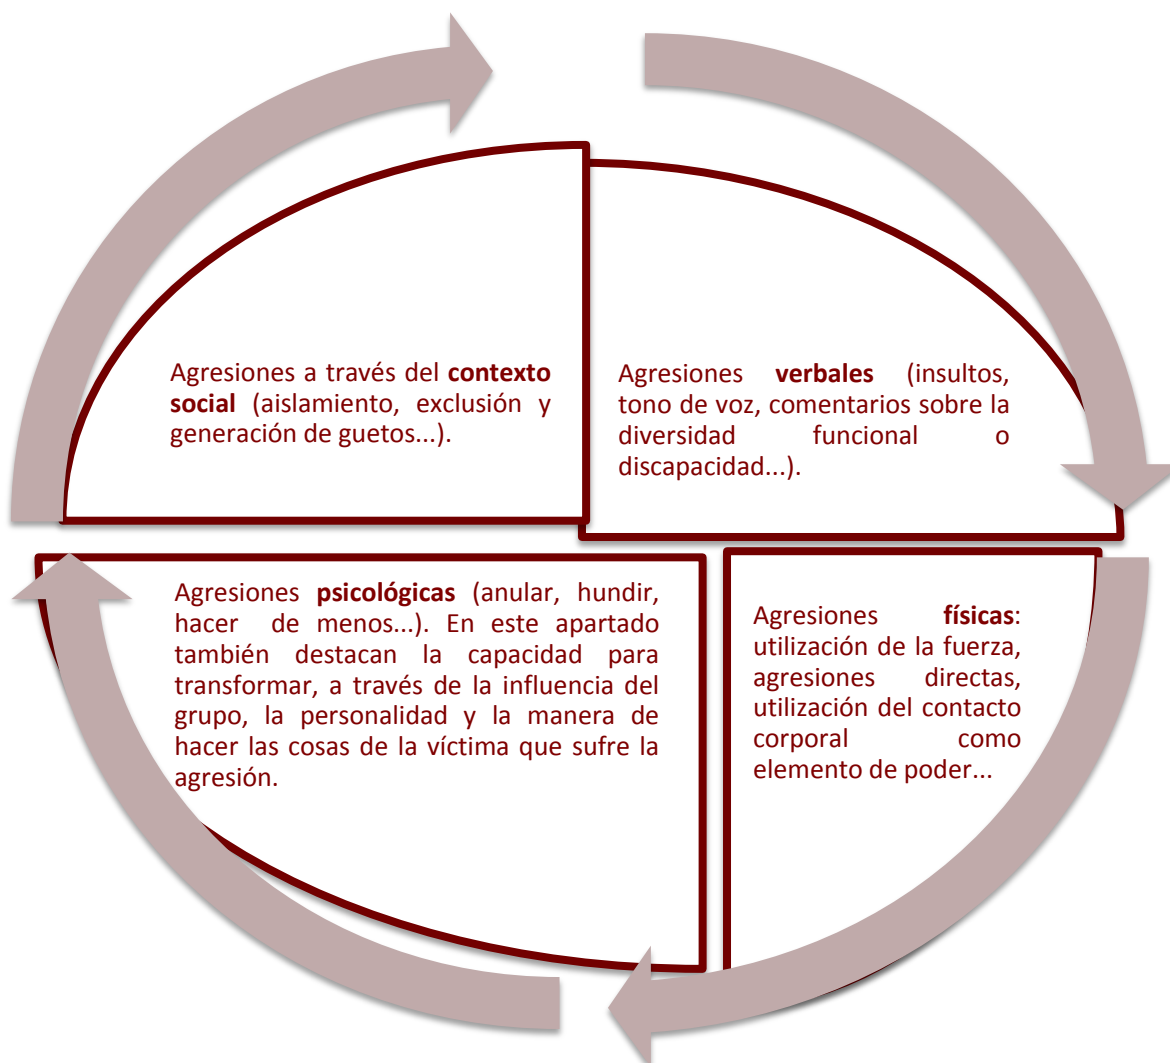 Agresiones a través del contexto
social (aislamiento, exclusión y
generación de guetos...).
Agresiones verbales (insultos,
tono de voz, comentarios sobre la
diversidad funcional o
discapacidad...).
Agresiones psicológicas (anular, hundir,
hacer de menos...). En este apartado
también destacan la capacidad para
transformar, a través de la influencia del
grupo, la personalidad y la manera de
hacer las cosas de la víctima que sufre la
agresión.
Agresiones físicas:
utilización de la fuerza,
agresiones directas,
utilización del contacto
corporal como
elemento de poder...